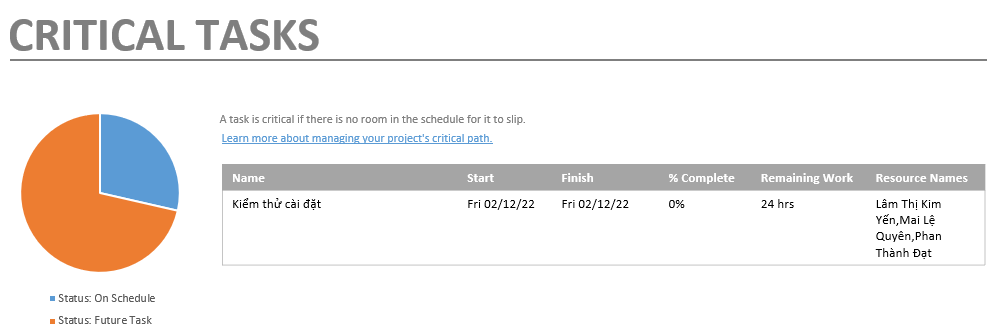 CRITICAL TASKS
A task is critical if there is no room in the schedule for it to slip.
Learn more about managing your project's critical path.
Name Start Finish % Complete Remaining Work Resource Names
Kiểm thử cài đặt Fri 02/12/22 Fri 02/12/22 0% 24 hrs Lâm Thị Kim
Yến,Mai Lệ
Quyên,Phan
Thành Đạt
Status: On Schedule
Status: Future Task